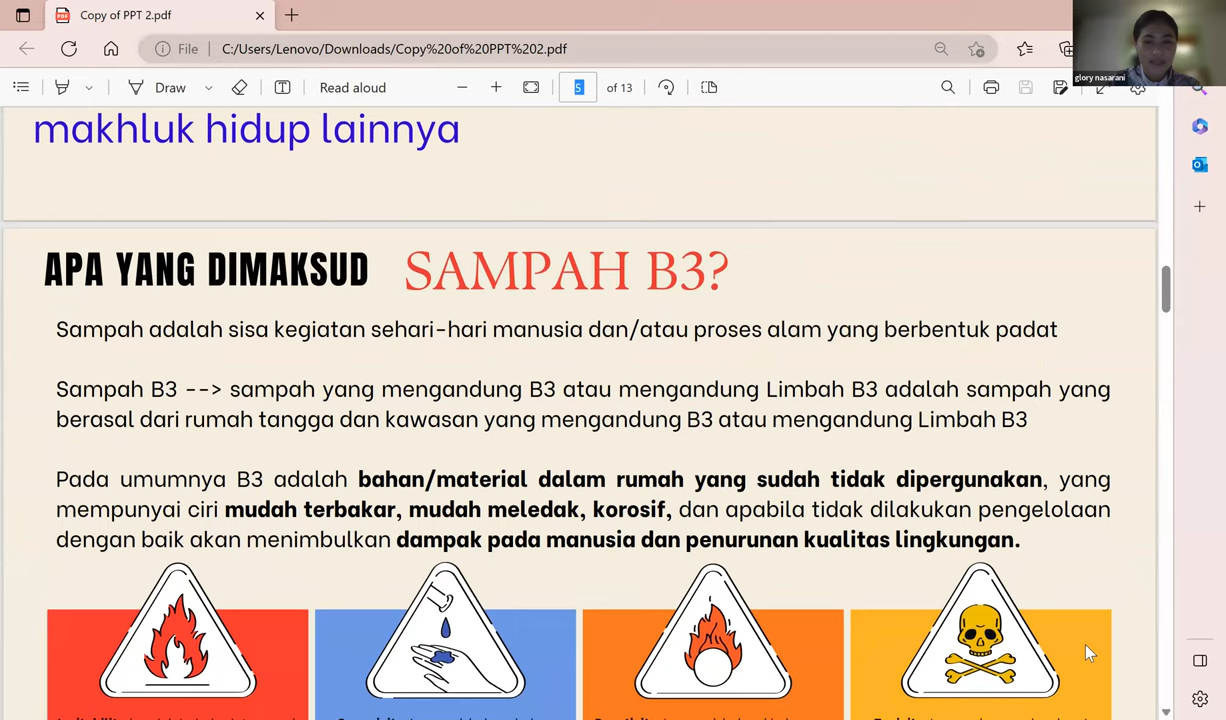 Copy of PPT 2.pdf
File
C:/Users/Lenovo/Downloads/Copy%20of%20PPT%202.pdf
glory nasarani
Draw
Read aloud
5 of 13
makhluk hidup lainnya
APA YANG DIMAKSUD SAMPAH B3?
Sampah adalah sisa kegiatan sehari-hari manusia dan/atau proses alam yang berbentuk padat
Sampah B3 --> sampah yang mengandung B3 atau mengandung Limbah B3 adalah sampah yang
berasal dari rumah tangga dan kawasan yang mengandung B3 atau mengandung Limbah B3
Pada umumnya B3 adalah bahan/material dalam rumah yang sudah tidak dipergunakan, yang
mempunyai ciri mudah terbakar, mudah meledak, korosif, dan apabila tidak dilakukan pengelolaan
dengan baik akan menimbulkan dampak pada manusia dan penurunan kualitas lingkungan.